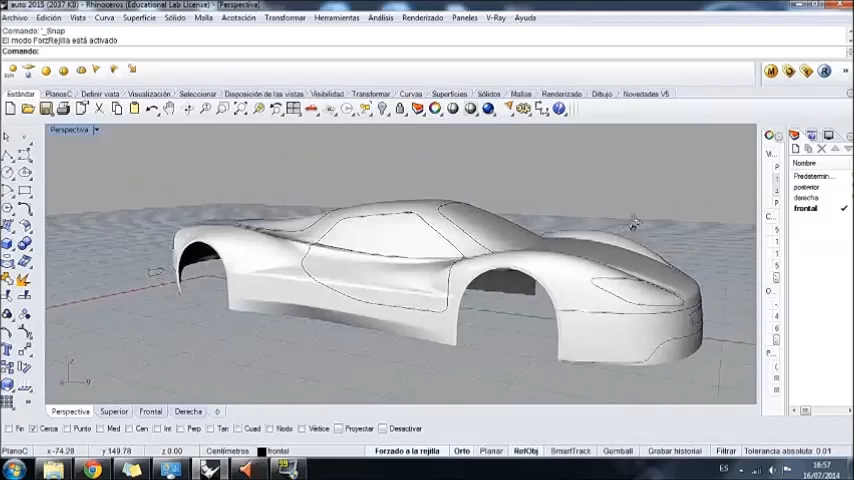 auto 2015 (2037 KB) - Rhinoceros (Educational Lab License) - [Perspectiva]
Archivo Edición Vista Curva Superficie Sólido Malla Acotación Transformar Herramientas Análisis Renderizado Paneles V-Ray Ayuda
Comando: '_Snap
El modo ForzRejilla está activado
Comando:
Estándar PlanosC Definir vista Visualización Seleccionar Disposición de las vistas Visibilidad Transformar Curvas Superficies Sólidos Mallas Renderizado Dibujo Novedades V5
Perspectiva
Nombre
Predetermin...
posterior
derecha
frontal
Perspectiva Superior Frontal Derecha
Fin Cerca Punto Med Cen Int Perp Tan Cuad Nodo Vértice Proyectar Desactivar
PlanoC x -74.28 y 149.78 z 0.00 Centímetros frontal Forzado a la rejilla Orto Planar RefObj SmartTrack Gumball Grabar historial Filtrar Tolerancia absoluta: 0.01
ES 16:57
16/07/2014